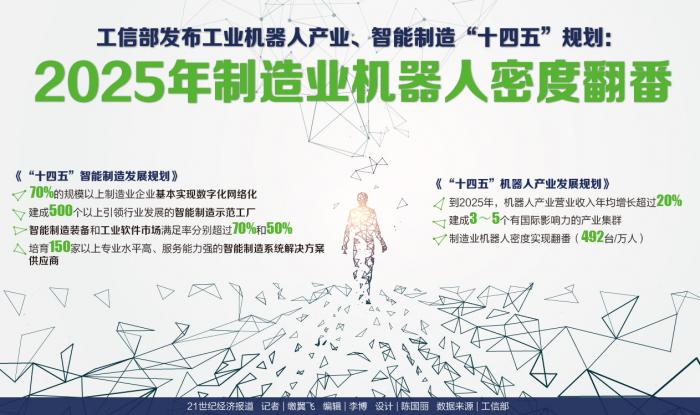 工信部发布工业机器人产业、智能制造“十四五”规划:
2025年制造业机器人密度翻番
《“十四五”智能制造发展规划》
70%的规模以上制造业企业基本实现数字化网络化
建成500个以上引领行业发展的智能制造示范工厂
智能制造装备和工业软件市场满足率分别超过70%和50%
培育150家以上专业水平高、服务能力强的智能制造系统解决方案
供应商
《“十四五”机器人产业发展规划》
到2025年，机器人产业营业收入年均增长超过20%
建成3～5个有国际影响力的产业集群
制造业机器人密度实现翻番（492台/万人）
21世纪经济报道 记者|缴翼飞 编辑|李博 设计|陈国丽 数据来源|工信部